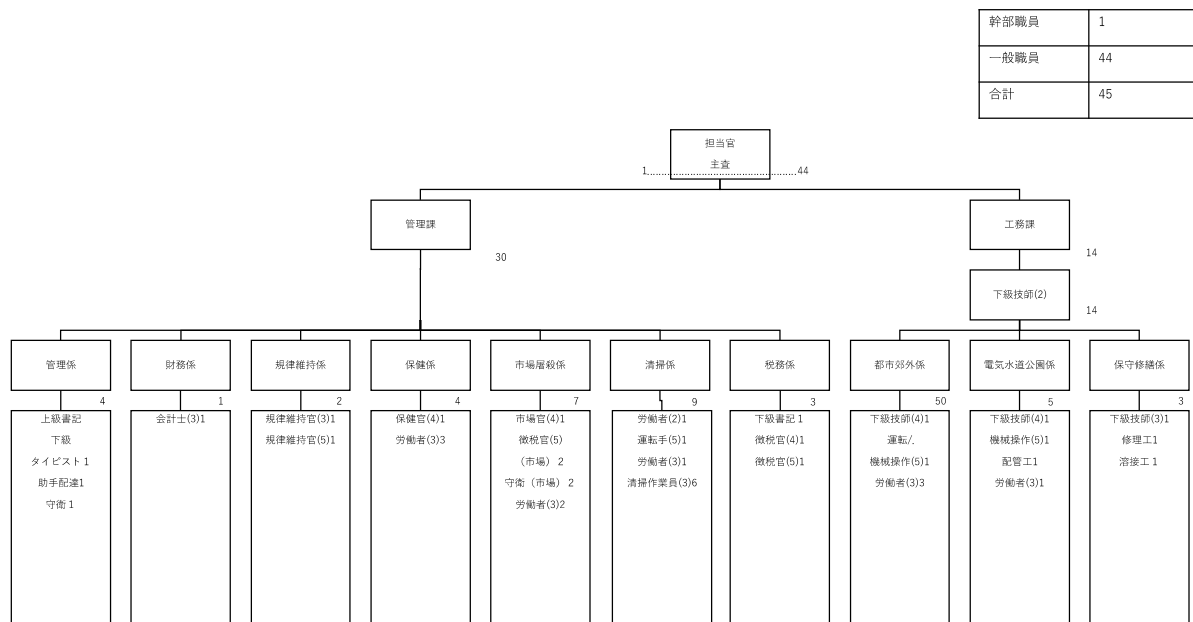 幹部職員 1
一般職員 44
合計 45
担当官
主査
1 44
管理課
30
工務課
14
下級技師(2)
14
管理係
4
上級書記
下級
タイピスト 1
助手配達1
守衛 1
財務係
1
会計士(3)1
規律維持係
2
規律維持官(3)1
規律維持官(5)1
保健係
4
保健官(4)1
労働者(3)3
市場屠殺係
7
市場官(4)1
徴税官(5)
(市場) 2
守衛(市場) 2
労働者(3)2
清掃係
9
労働者(2)1
運転手(5)1
労働者(3)1
清掃作業員(3)6
税務係
3
下級書記 1
徴税官(4)1
徴税官(5)1
都市郊外係
50
下級技師(4)1
運転/.
機械操作(5)1
労働者(3)3
電気水道公園係
5
下級技師(4)1
機械操作(5)1
配管工1
労働者(3)1
保守修繕係
3
下級技師(3)1
修理工1
溶接工 1